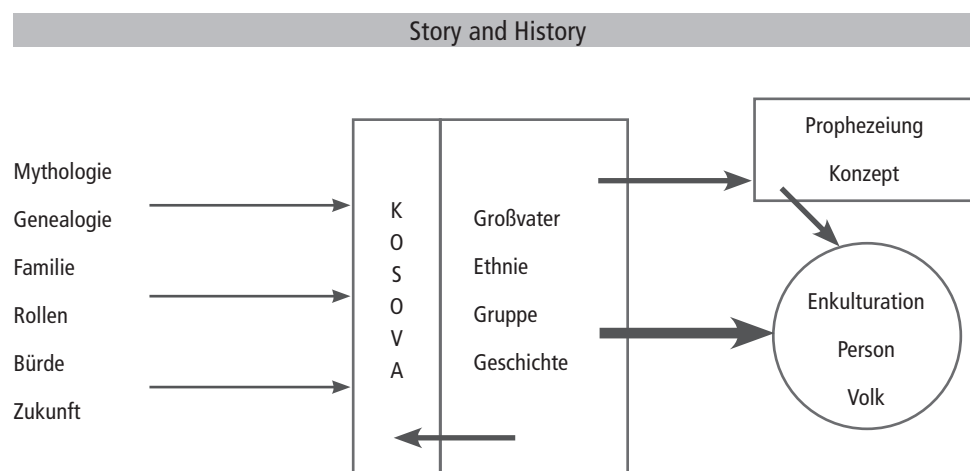 Story and History
Mythologie
Genealogie
Familie
Rollen
Bürde
Zukunft
K
O
S
O
V
A
Großvater
Ethnie
Gruppe
Geschichte
Prophezeiung
Konzept
Enkulturation
Person
Volk